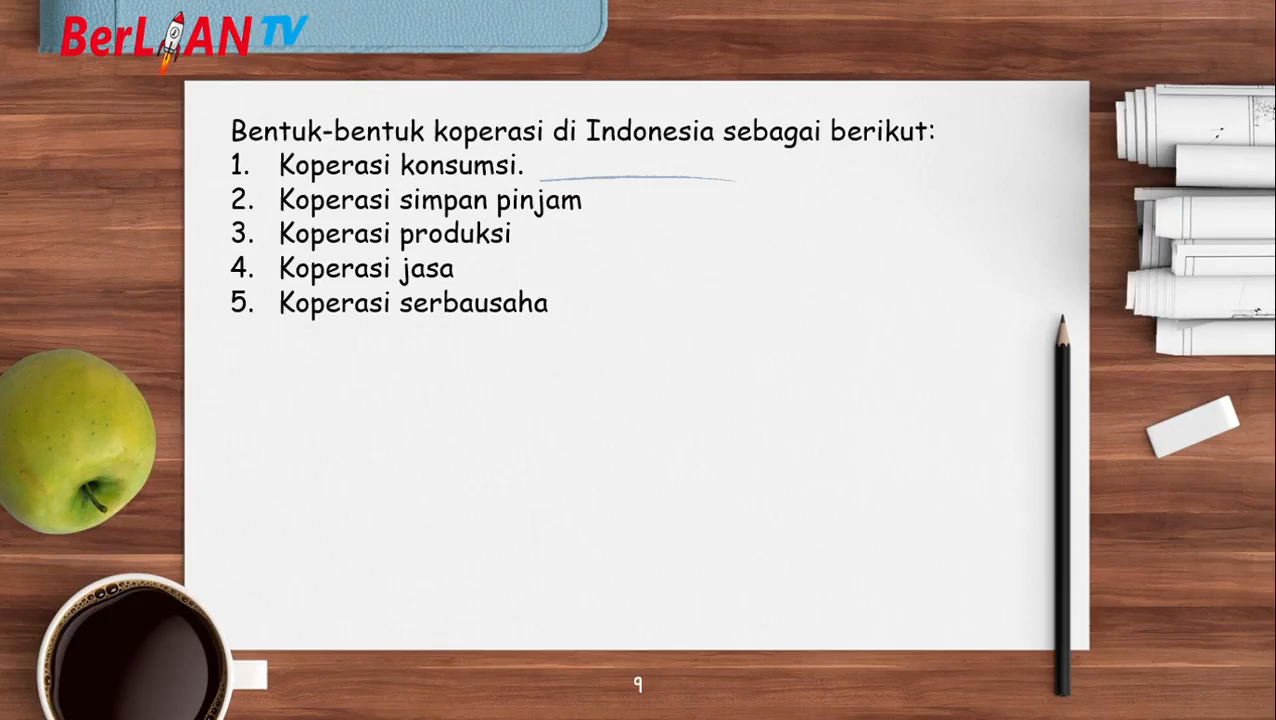 BerLIAN TV
Bentuk-bentuk koperasi di Indonesia sebagai berikut:
1. Koperasi konsumsi.
2. Koperasi simpan pinjam
3. Koperasi produksi
4. Koperasi jasa
5. Koperasi serbausaha
9